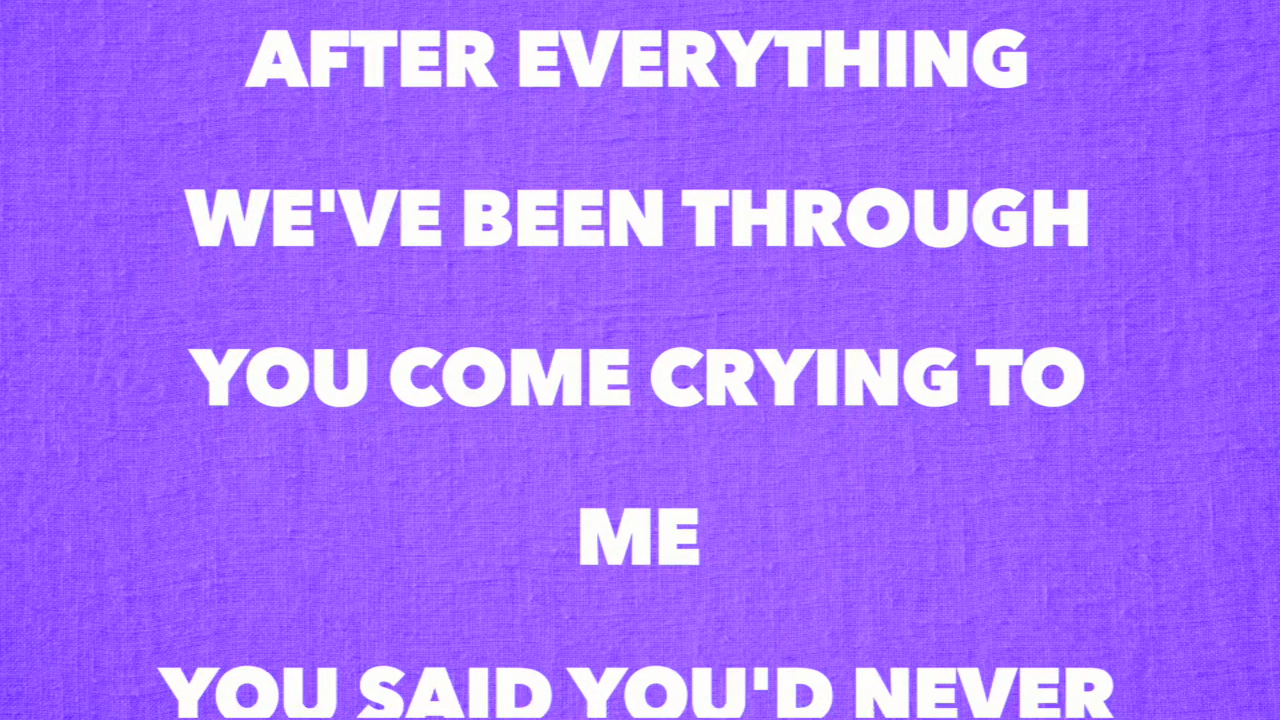 AFTER EVERYTHING
WE'VE BEEN THROUGH
YOU COME CRYING TO
ME
YOU SAID YOU'D NEVER